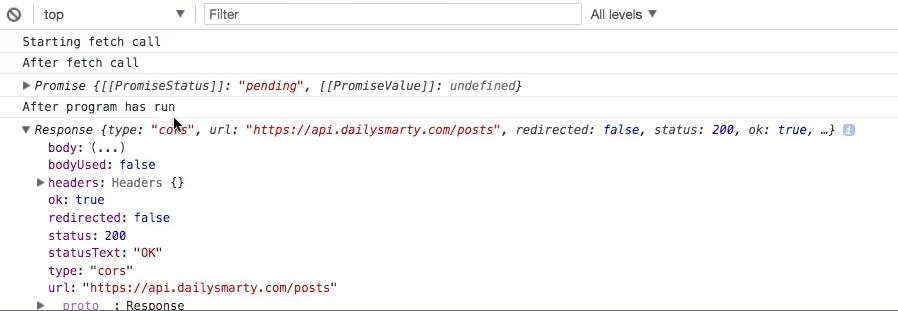 top Filter All levels
Starting fetch call
After fetch call
Promise {[[PromiseStatus]]: "pending", [[PromiseValue]]: undefined}
After program has run
Response {type: "cors", url: "https://api.dailysmarty.com/posts", redirected: false, status: 200, ok: true, …} i
body: (...)
bodyUsed: false
headers: Headers {}
ok: true
redirected: false
status: 200
statusText: "OK"
type: "cors"
url: "https://api.dailysmarty.com/posts"
__proto__: Response